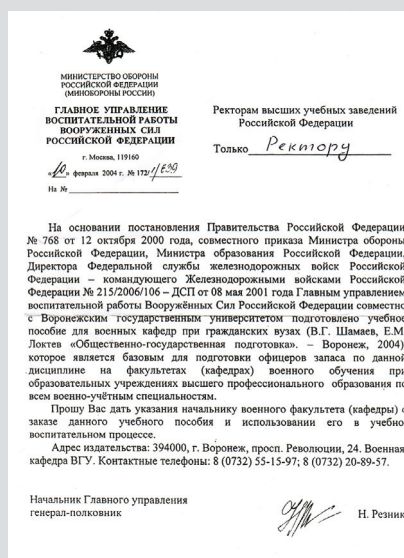 МИНИСТЕРСТВО ОБОРОНЫ
РОССИЙСКОЙ ФЕДЕРАЦИИ
(МИНОБОРОНЫ РОССИИ)
ГЛАВНОЕ УПРАВЛЕНИЕ
ВОСПИТАТЕЛЬНОЙ РАБОТЫ
ВООРУЖЕННЫХ СИЛ
РОССИЙСКОЙ ФЕДЕРАЦИИ
г. Москва, 119160
«10» февраля 2004 г. № 172/1/639
На №
Ректорам высших учебных заведений
Российской Федерации
Только Ректору
На основании постановления Правительства Российской Федерации
№ 768 от 12 октября 2000 года, совместного приказа Министра обороны
Российской Федерации, Министра образования Российской Федерации,
Директора Федеральной службы железнодорожных войск Российской
Федерации – командующего Железнодорожными войсками Российской
Федерации № 215/2006/106 – ДСП от 08 мая 2001 года Главным управлением
воспитательной работы Вооружённых Сил Российской Федерации совместно
с Воронежским государственным университетом подготовлено учебное
пособие для военных кафедр при гражданских вузах (В.Г. Шамаев, Е.М.
Локтев «Общественно-государственная подготовка». – Воронеж, 2004)
которое является базовым для подготовки офицеров запаса по данной
дисциплине на факультетах (кафедрах) военного обучения при
образовательных учреждениях высшего профессионального образования по
всем военно-учётным специальностям.
Прошу Вас дать указания начальнику военного факультета (кафедры) о
заказе данного учебного пособия и использовании его в учебно-
воспитательном процессе.
Адрес издательства: 394000, г. Воронеж, просп. Революции, 24. Военная
кафедра ВГУ. Контактные телефоны: 8 (0732) 55-15-97; 8 (0732) 20-89-57.
Начальник Главного управления
генерал-полковник
Н. Резник